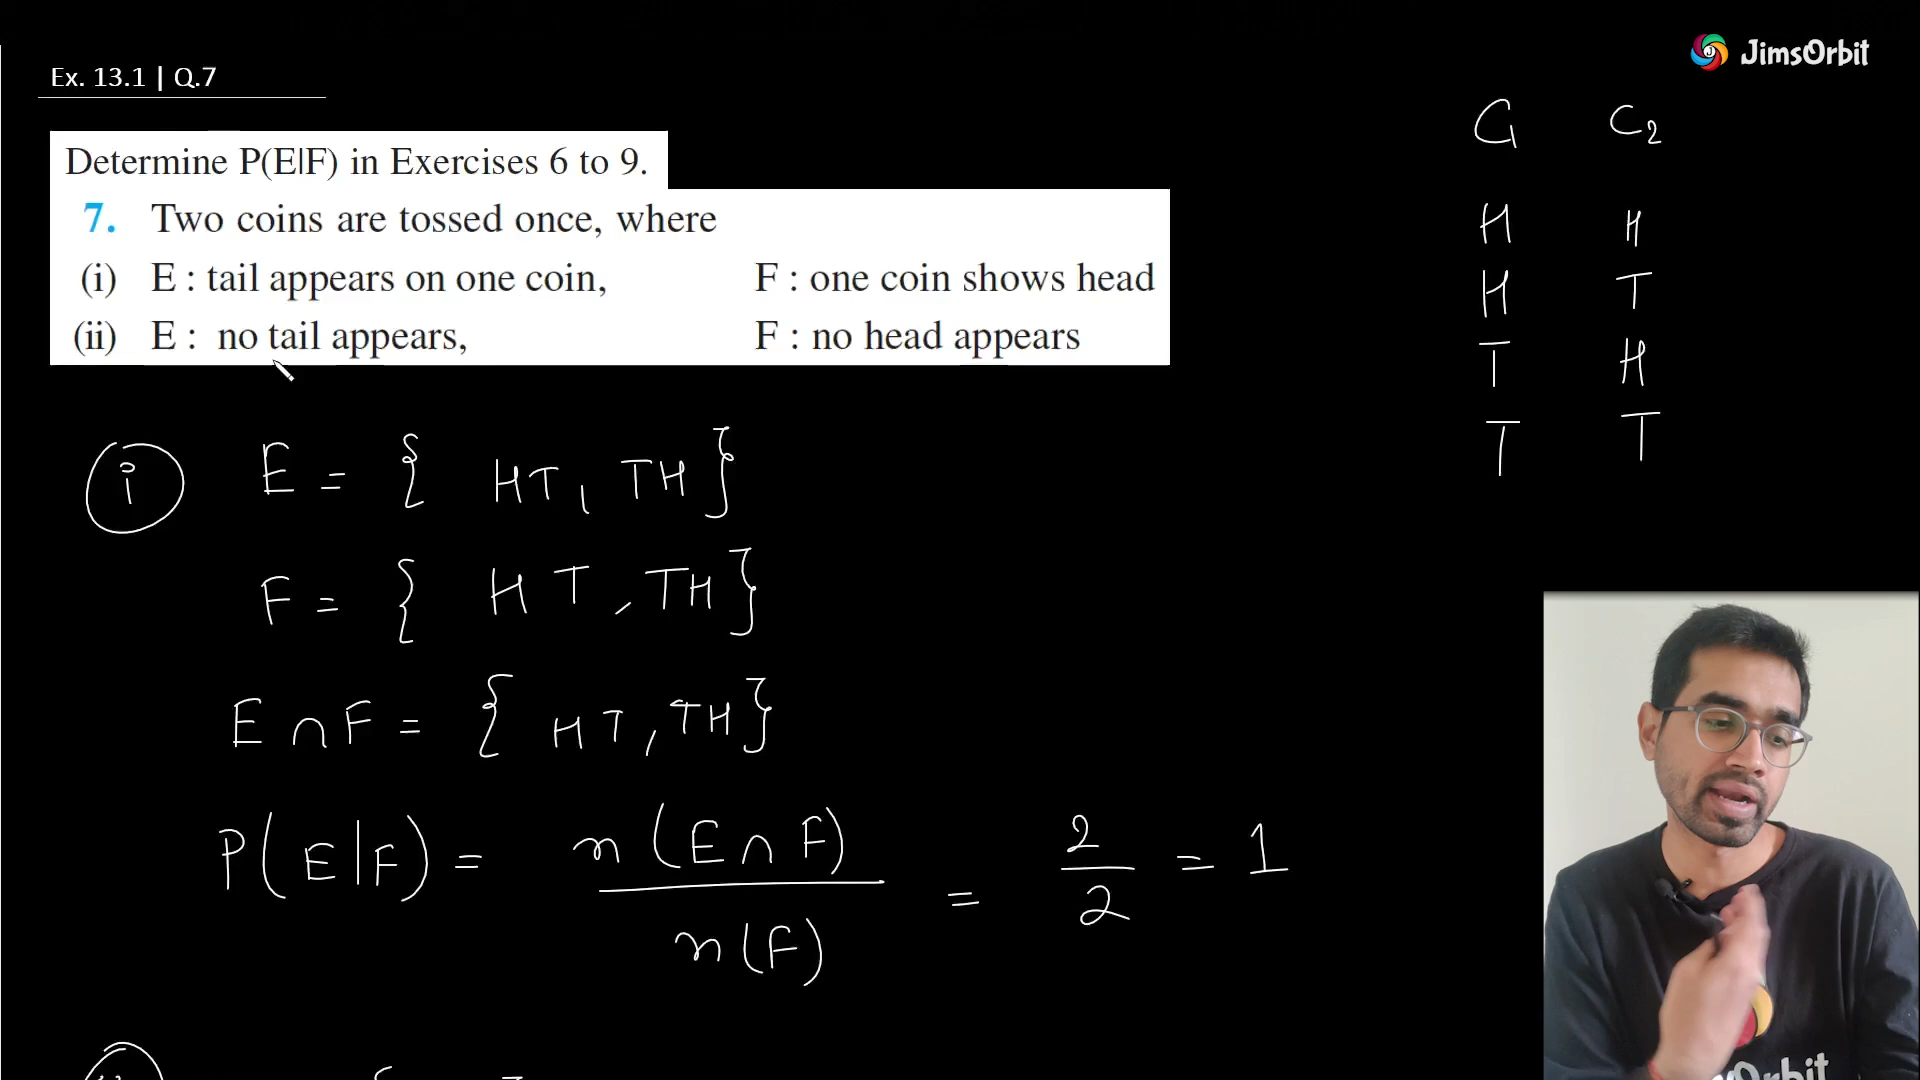 JimsOrbit
Ex. 13.1 | Q.7
Determine P(E|F) in Exercises 6 to 9.
7. Two coins are tossed once, where
(i) E : tail appears on one coin, F : one coin shows head
(ii) E : no tail appears, F : no head appears
C1 C2
H H
H T
T H
T T
i E = { HT, TH }
F = { HT, TH }
E ∩ F = { HT, TH }
P(E|F) = n(E ∩ F) / n(F) = 2/2 = 1